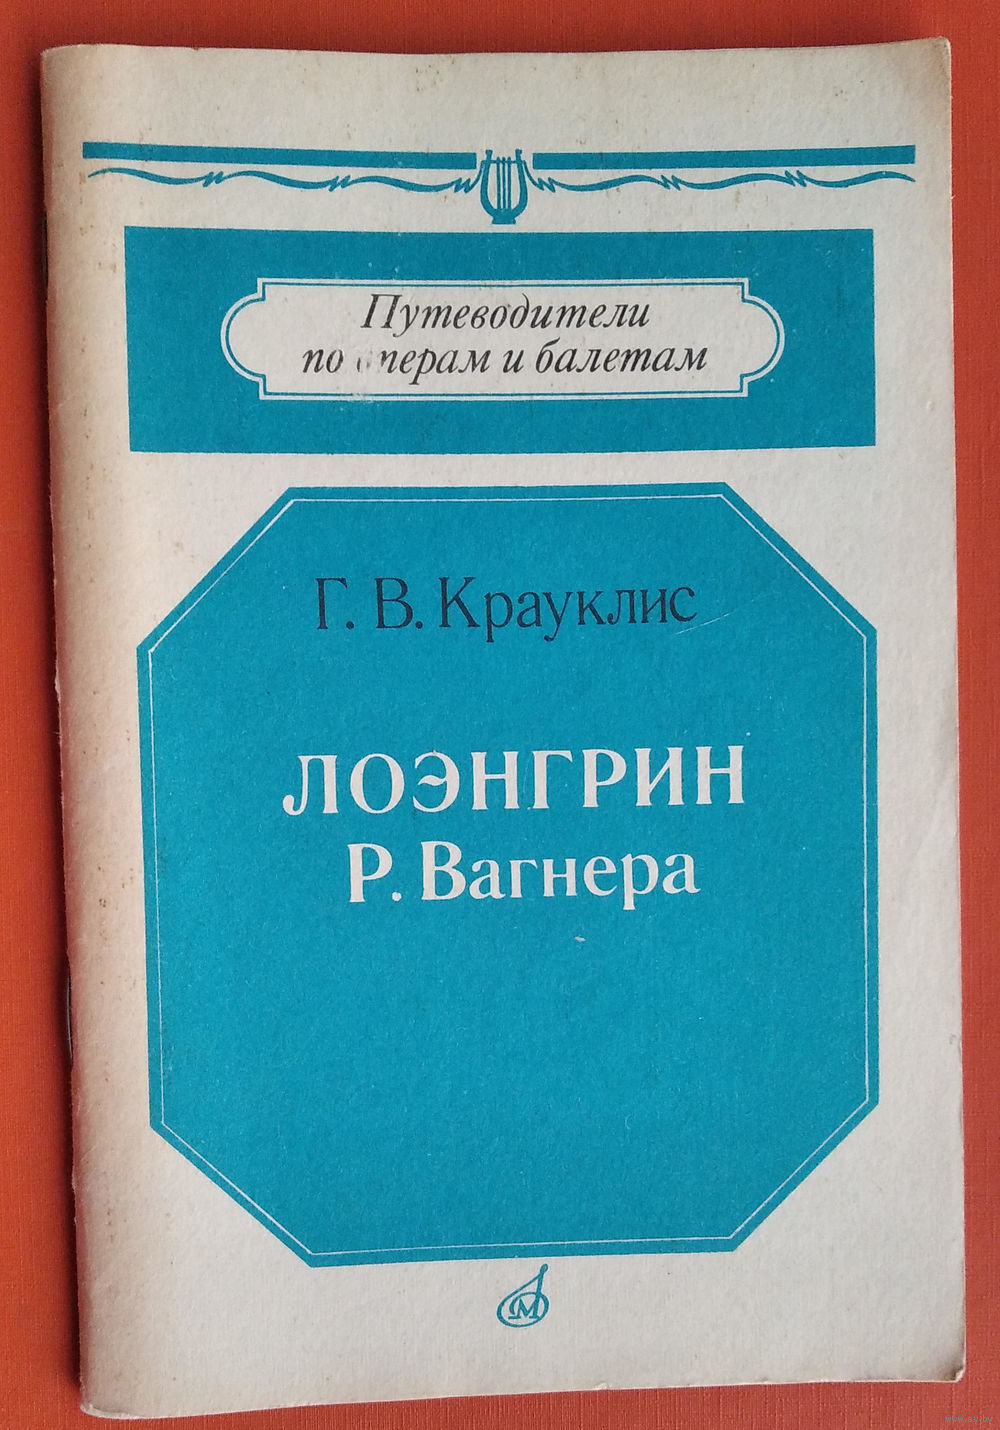 Путеводители
по операм и балетам
Г. В. Крауклис
ЛОЭНГРИН
Р. Вагнера
М